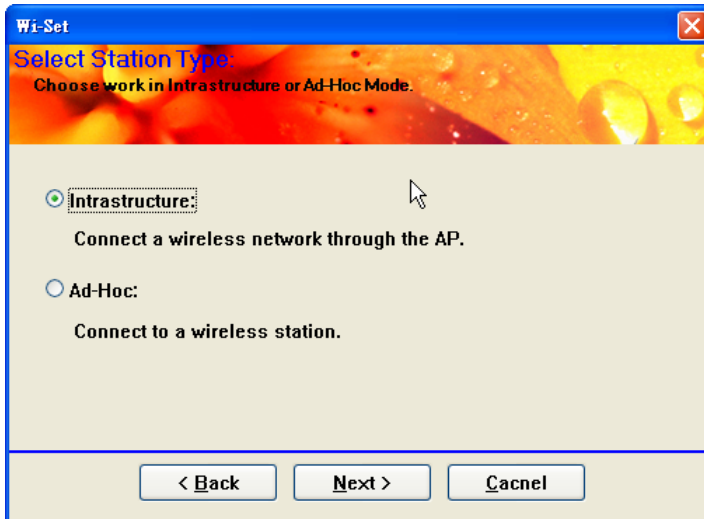 Wi-Set
Select Station Type:
Choose work in Intrastructure or Ad-Hoc Mode.
Intrastructure:
Connect a wireless network through the AP.
Ad-Hoc:
Connect to a wireless station.
< Back
Next >
Cacnel